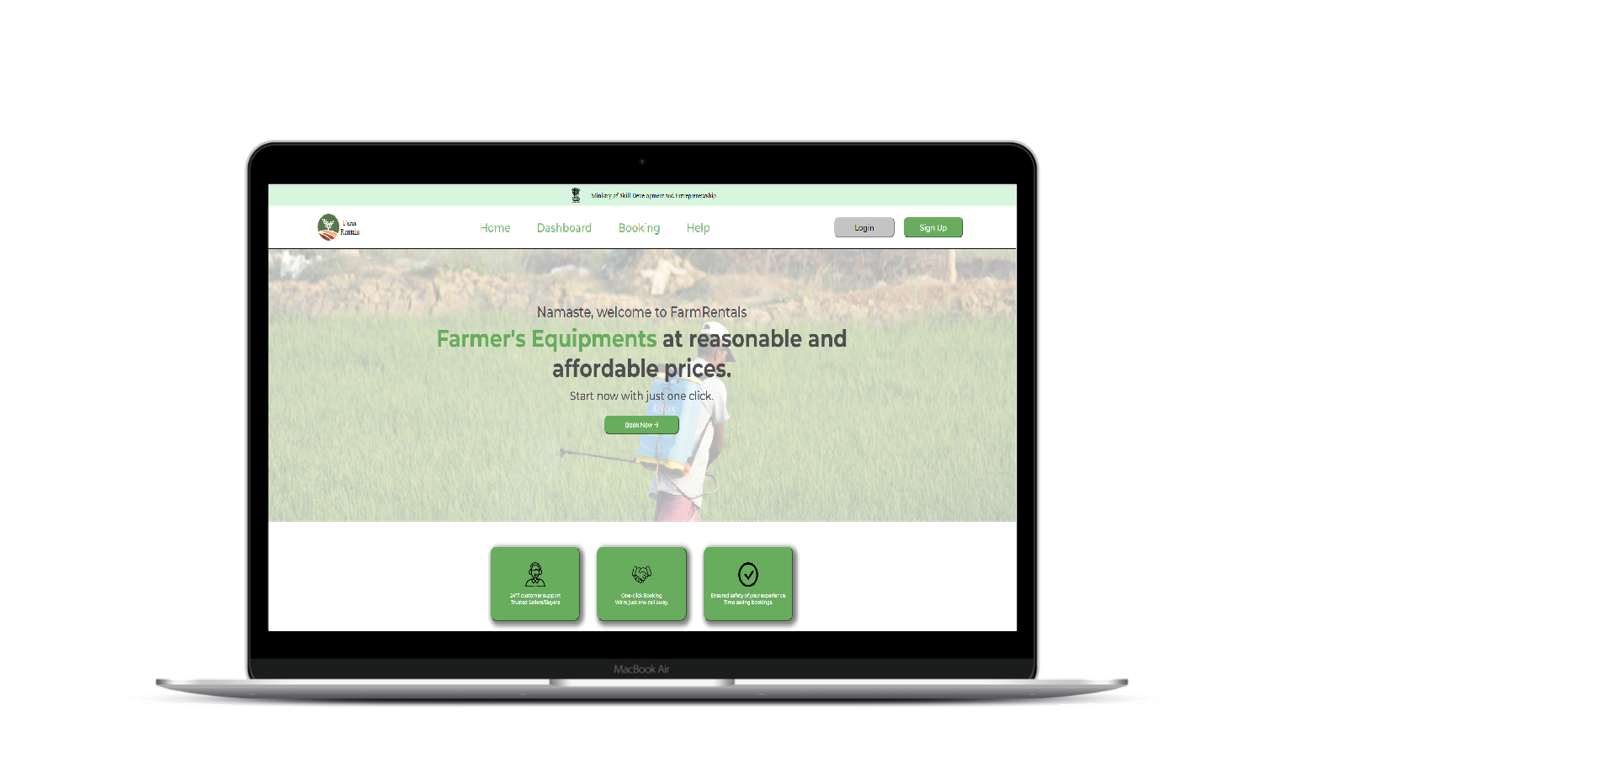 Ministry of Skill Development and Entrepreneurship
Farm
Rentals
Home Dashboard Booking Help
Login Sign Up
Namaste, welcome to FarmRentals
Farmer's Equipments at reasonable and
affordable prices.
Start now with just one click.
Book Now →
24*7 customer support
Trusted Sellers/Buyers
One-click Booking
We're just one call away.
Ensured safety of your experience.
Time saving bookings.
MacBook Air